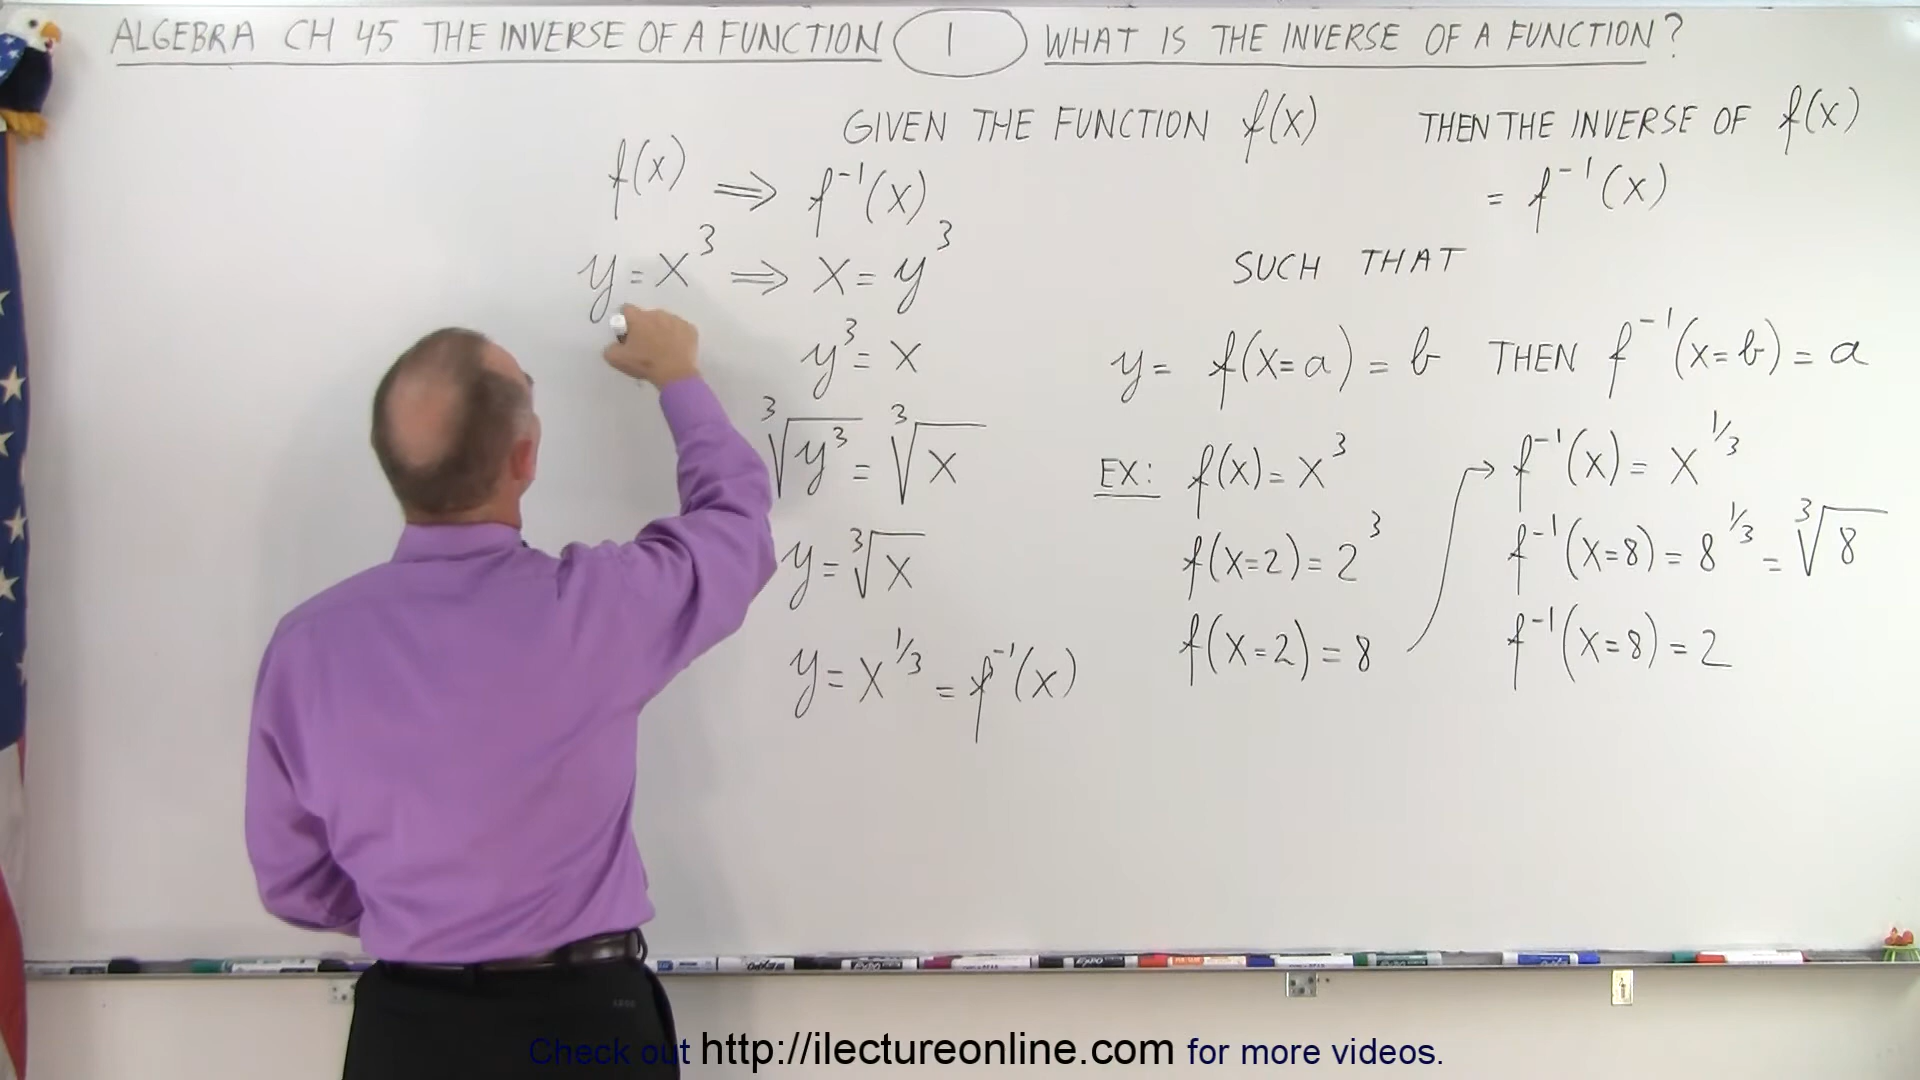 ALGEBRA CH 45 THE INVERSE OF A FUNCTION 1 WHAT IS THE INVERSE OF A FUNCTION?
f(x) ⇒ f⁻¹(x)
y = x³ ⇒ x = y³
y³ = x
∛y³ = ∛x
y = ∛x
y = x^1/3 = f⁻¹(x)
GIVEN THE FUNCTION f(x) THEN THE INVERSE OF f(x)
= f⁻¹(x)
SUCH THAT
y = f(x=a) = b THEN f⁻¹(x=b) = a
EX: f(x) = x³ → f⁻¹(x) = x^1/3
f(x=2) = 2³ f⁻¹(x=8) = 8^1/3 = ∛8
f(x=2) = 8 f⁻¹(x=8) = 2
Check out http://ilectureonline.com for more videos.